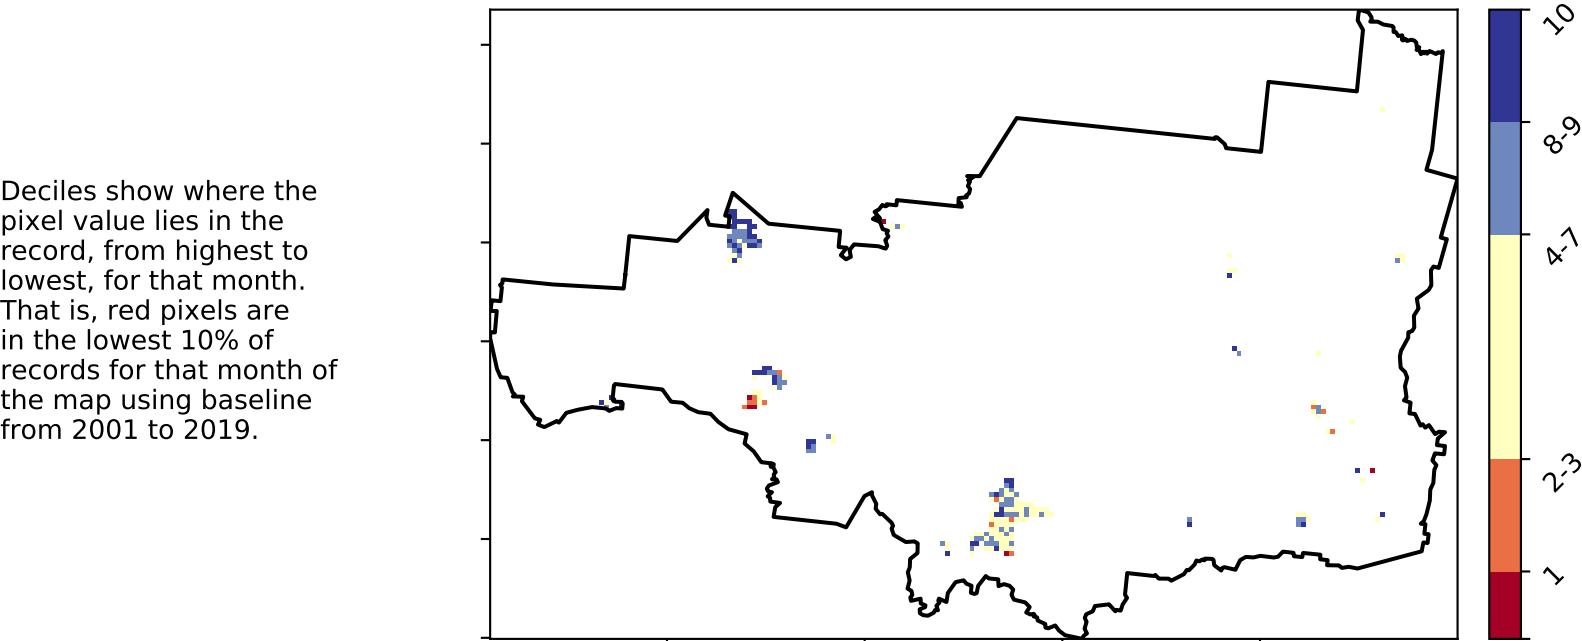 Deciles show where the
pixel value lies in the
record, from highest to
lowest, for that month.
That is, red pixels are
in the lowest 10% of
records for that month of
the map using baseline
from 2001 to 2019.
10
8-9
4-7
2-3
1